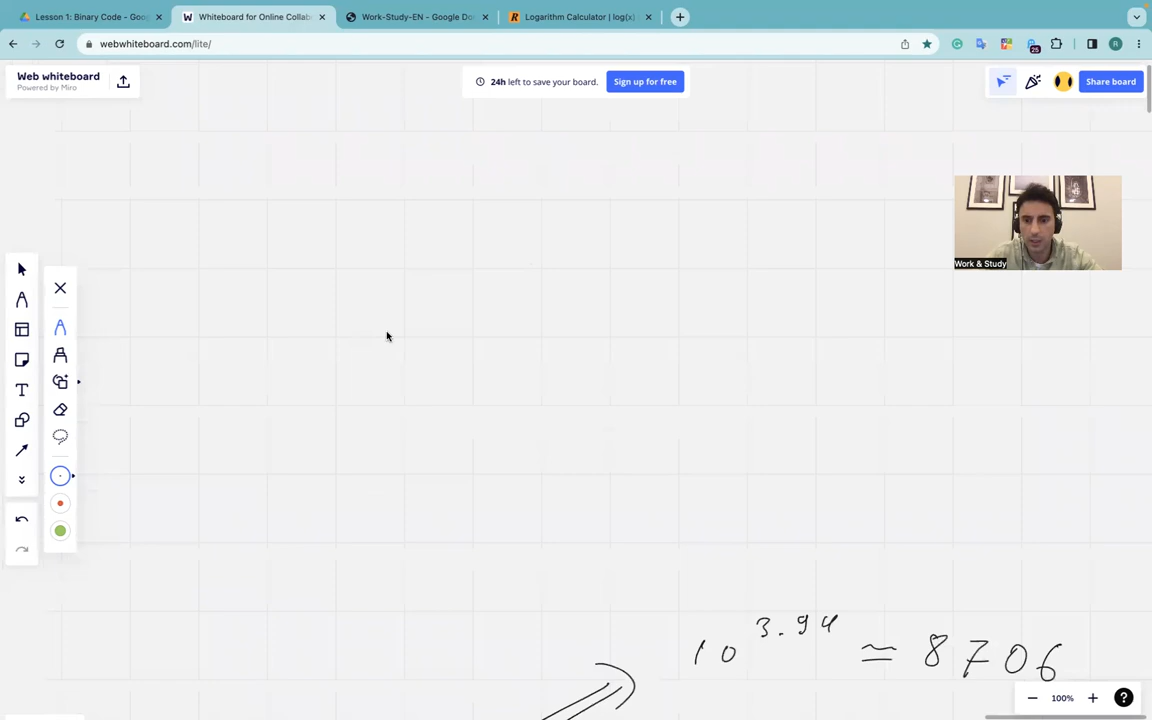 Lesson 1: Binary Code - Goo
Whiteboard for Online Collab
Work-Study-EN - Google Do
Logarithm Calculator | log(x)
webwhiteboard.com/lite/
25
R
Web whiteboard
Powered by Miro
24h left to save your board.
Sign up for free
Share board
Work & Study
T
10^3.94 ≃ 8706
100%
?